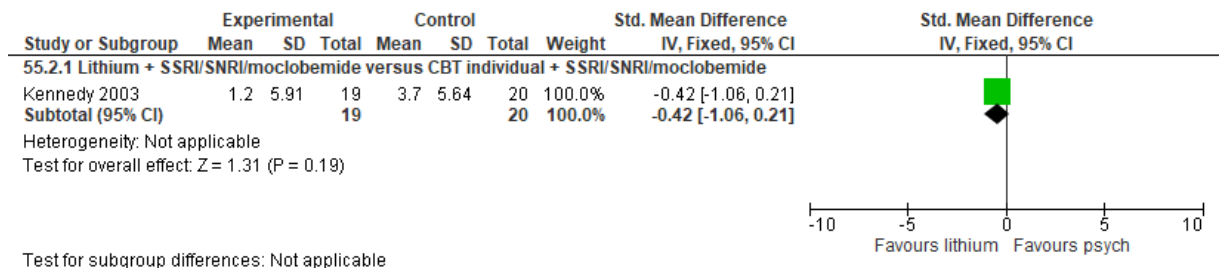 Experimental Control Std. Mean Difference Std. Mean Difference
Study or Subgroup Mean SD Total Mean SD Total Weight IV, Fixed, 95% CI IV, Fixed, 95% CI
55.2.1 Lithium + SSRI/SNRI/moclobemide versus CBT individual + SSRI/SNRI/moclobemide
Kennedy 2003 1.2 5.91 19 3.7 5.64 20 100.0% -0.42 [-1.06, 0.21]
Subtotal (95% CI) 19 20 100.0% -0.42 [-1.06, 0.21]
Heterogeneity: Not applicable
Test for overall effect: Z = 1.31 (P = 0.19)
-10 -5 0 5 10
Favours lithium Favours psych
Test for subgroup differences: Not applicable